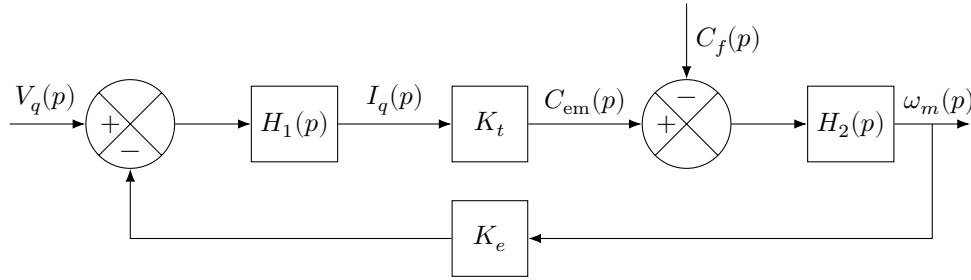 C_f(p)
V_q(p) I_q(p) C_em(p) ω_m(p)
+ − H_1(p) K_t + − H_2(p)
K_e